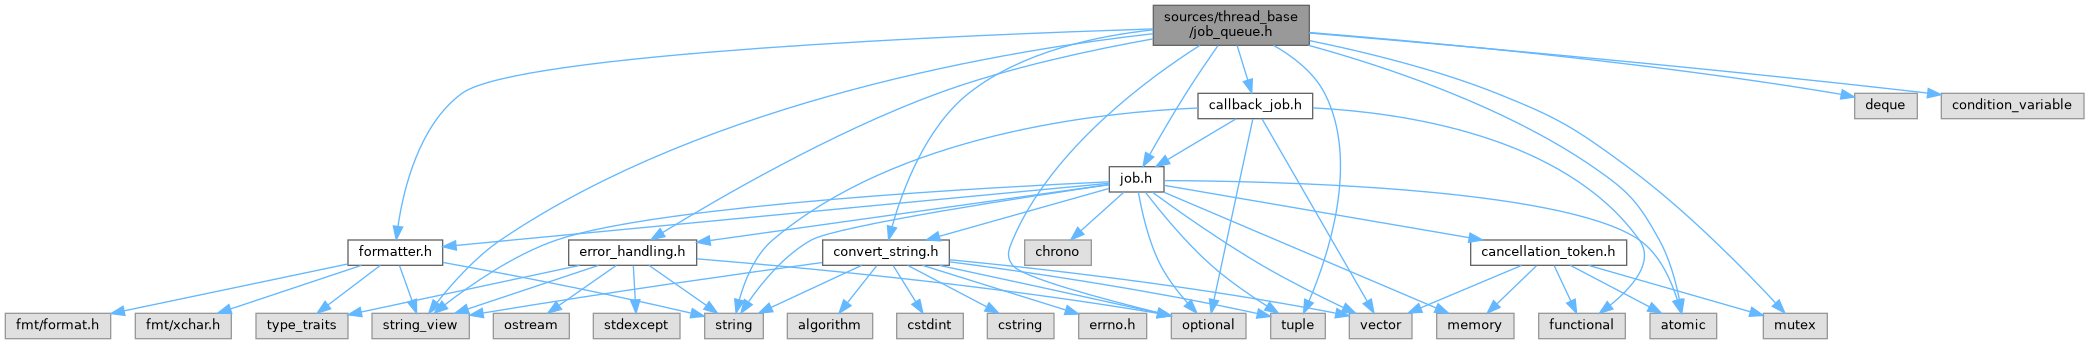 sources/thread_base
/job_queue.h
callback_job.h
deque
condition_variable
job.h
formatter.h
error_handling.h
convert_string.h
chrono
cancellation_token.h
fmt/format.h
fmt/xchar.h
type_traits
string_view
ostream
stdexcept
string
algorithm
cstdint
cstring
errno.h
optional
tuple
vector
memory
functional
atomic
mutex